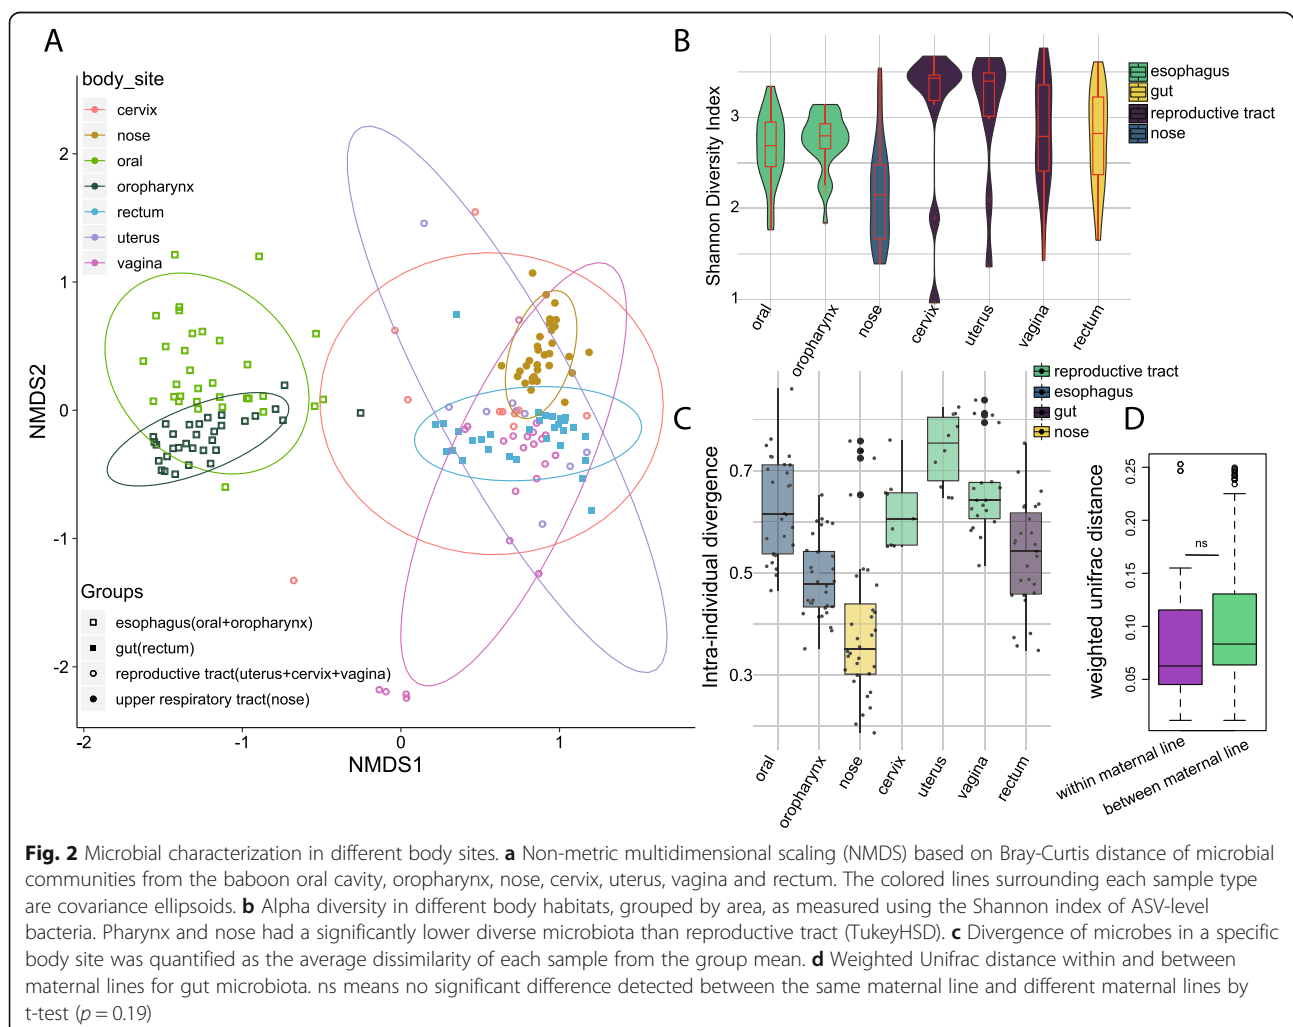 A
body_site
cervix
nose
oral
oropharynx
rectum
uterus
vagina
2
1
0
-1
-2
NMDS2
Groups
esophagus(oral+oropharynx)
gut(rectum)
reproductive tract(uterus+cervix+vagina)
upper respiratory tract(nose)
-2
-1
0
1
NMDS1
B
Shannon Diversity Index
3
2
1
oral
oropharynx
nose
cervix
uterus
vagina
rectum
esophagus
gut
reproductive tract
nose
C
reproductive tract
esophagus
gut
nose
Intra-individual divergence
0.7
0.5
0.3
oral
oropharynx
nose
cervix
uterus
vagina
rectum
D
weighted unifrac distance
0.25
0.20
0.15
0.10
0.05
ns
within maternal line
between maternal line
Fig. 2 Microbial characterization in different body sites. a Non-metric multidimensional scaling (NMDS) based on Bray-Curtis distance of microbial
communities from the baboon oral cavity, oropharynx, nose, cervix, uterus, vagina and rectum. The colored lines surrounding each sample type
are covariance ellipsoids. b Alpha diversity in different body habitats, grouped by area, as measured using the Shannon index of ASV-level
bacteria. Pharynx and nose had a significantly lower diverse microbiota than reproductive tract (TukeyHSD). c Divergence of microbes in a specific
body site was quantified as the average dissimilarity of each sample from the group mean. d Weighted Unifrac distance within and between
maternal lines for gut microbiota. ns means no significant difference detected between the same maternal line and different maternal lines by
t-test (p = 0.19)